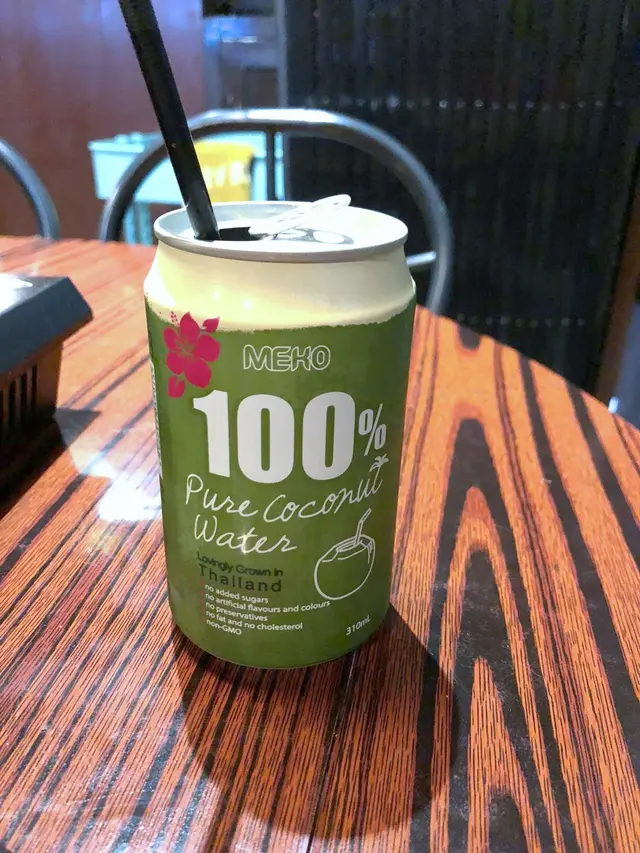 MEKO
100%
Pure Coconut
Water
Lovingly Grown in
Thailand
no added sugars
no artificial flavours and colours
no preservatives
no fat and no cholesterol
non-GMO
310mL